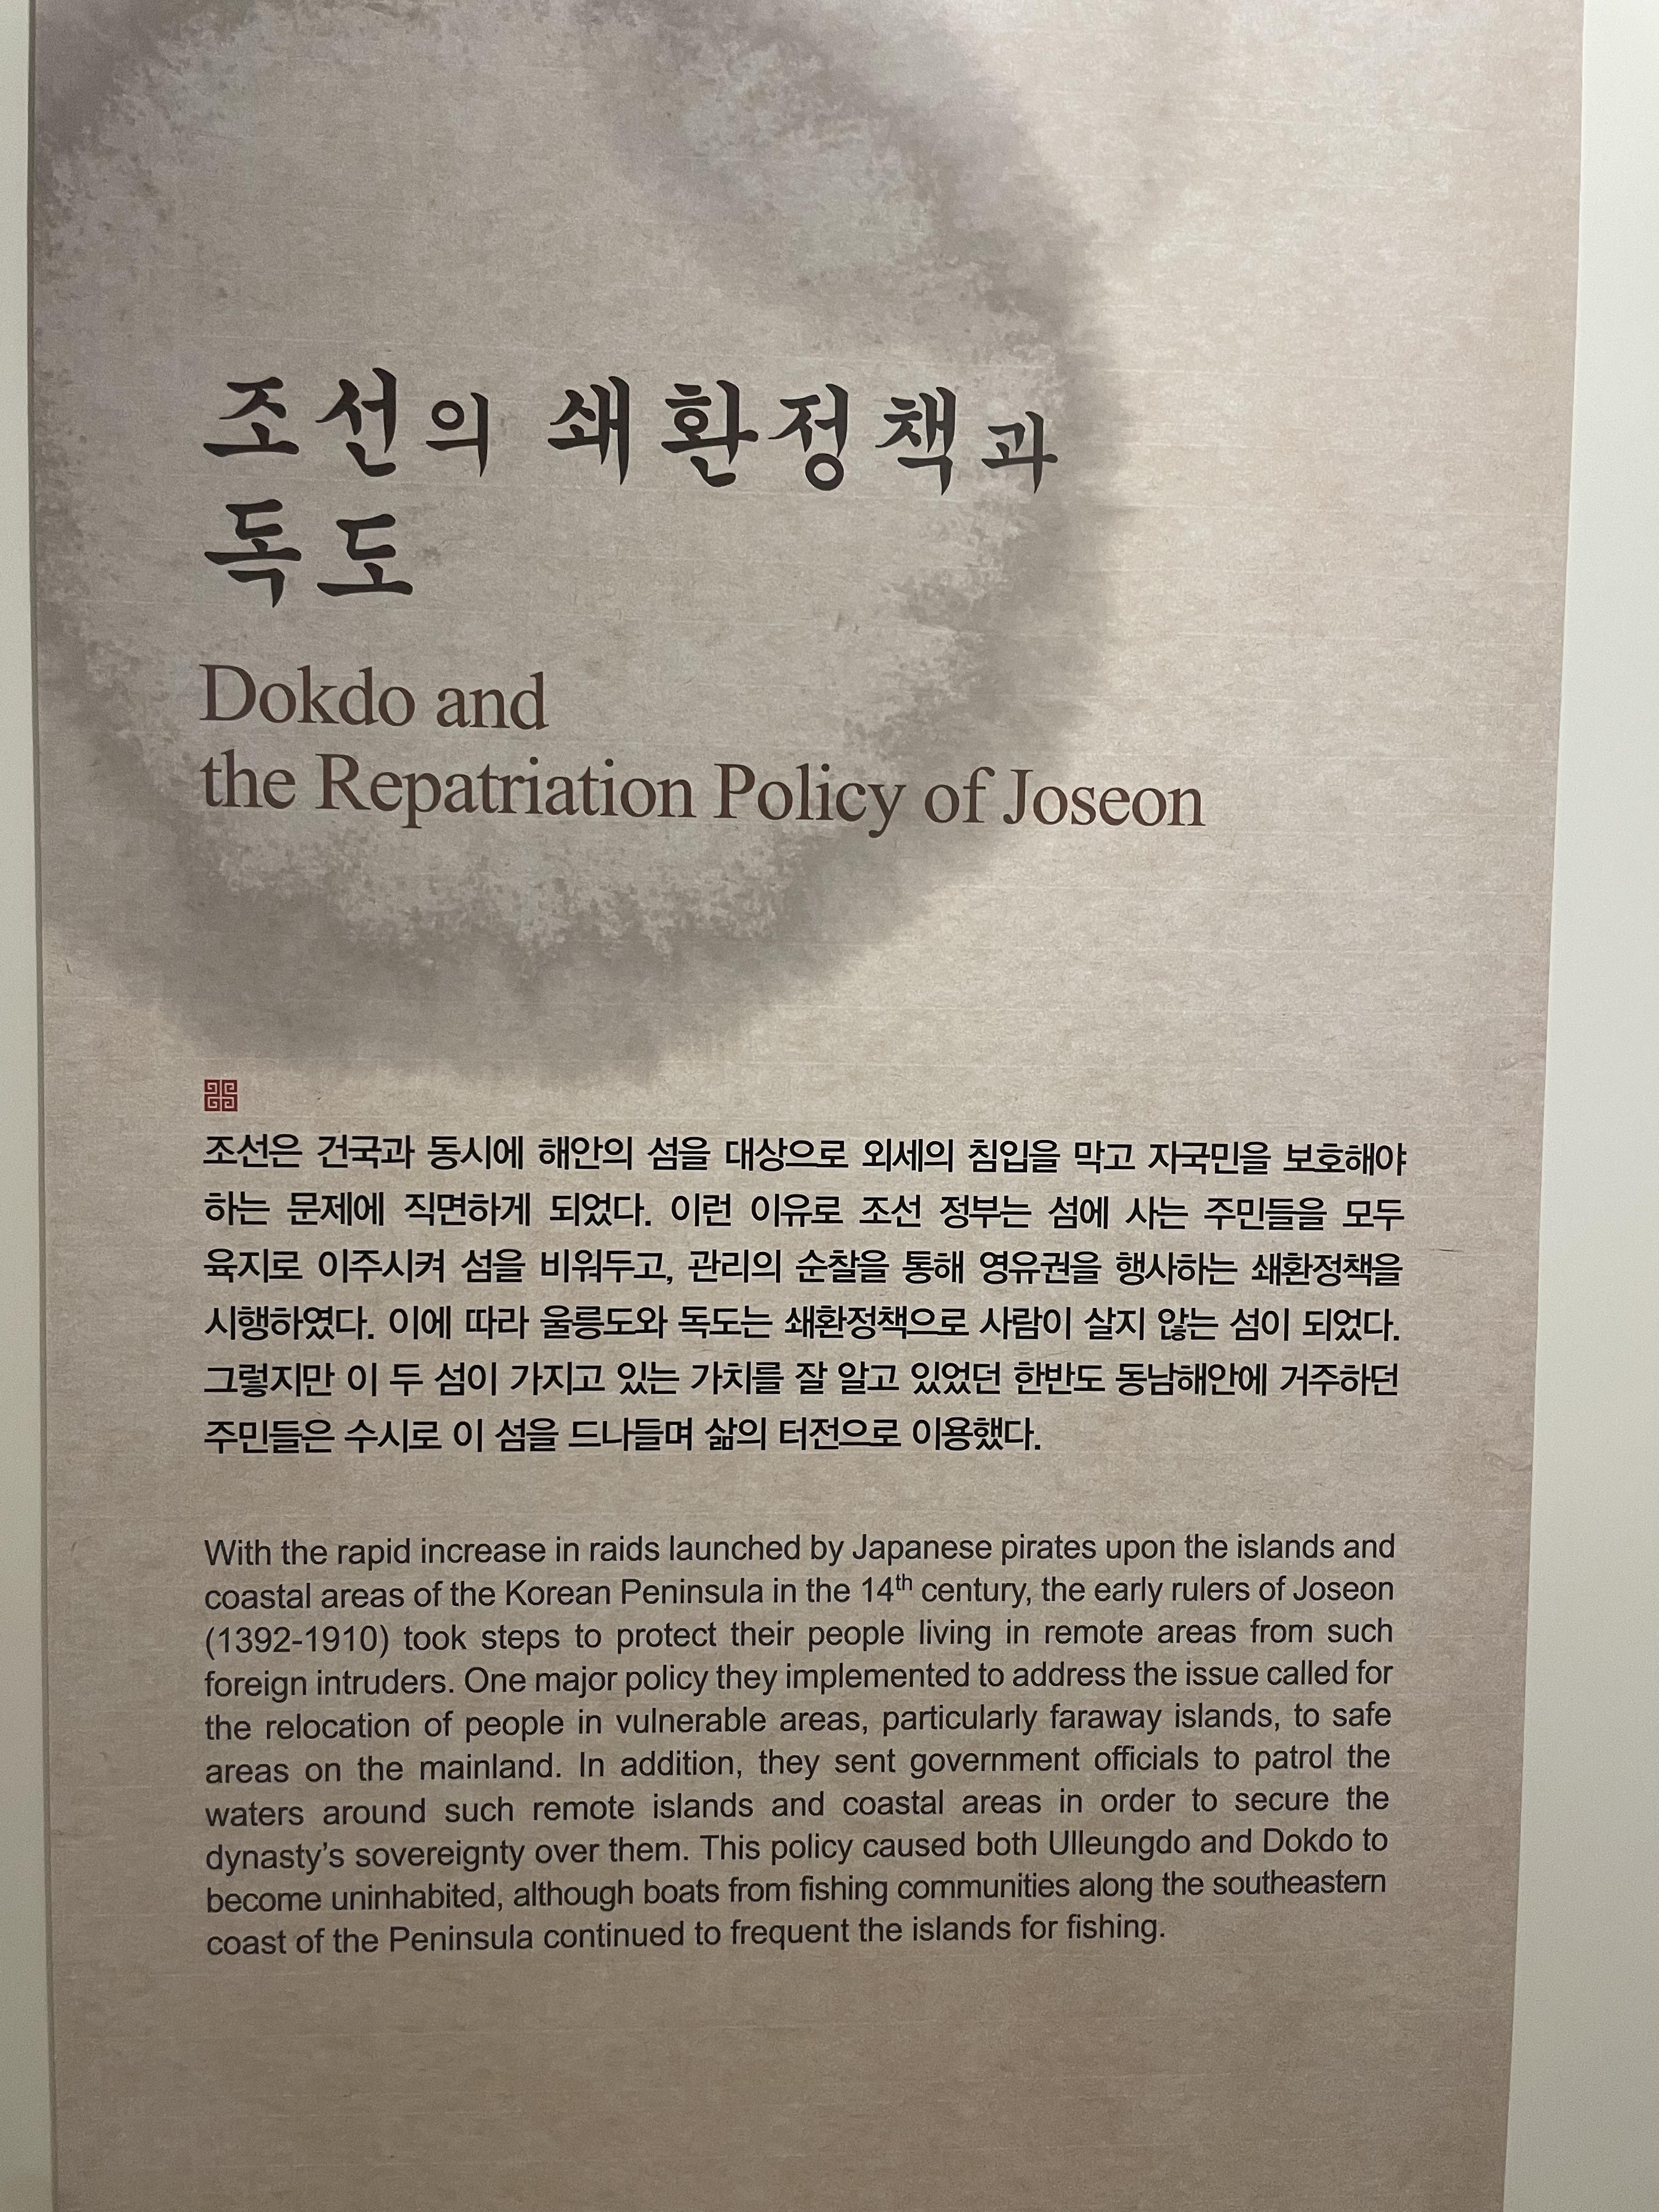 조선의 쇄환정책과
독도
Dokdo and
the Repatriation Policy of Joseon
조선은 건국과 동시에 해안의 섬을 대상으로 외세의 침입을 막고 자국민을 보호해야
하는 문제에 직면하게 되었다. 이런 이유로 조선 정부는 섬에 사는 주민들을 모두
육지로 이주시켜 섬을 비워두고, 관리의 순찰을 통해 영유권을 행사하는 쇄환정책을
시행하였다. 이에 따라 울릉도와 독도는 쇄환정책으로 사람이 살지 않는 섬이 되었다.
그렇지만 이 두 섬이 가지고 있는 가치를 잘 알고 있었던 한반도 동남해안에 거주하던
주민들은 수시로 이 섬을 드나들며 삶의 터전으로 이용했다.
With the rapid increase in raids launched by Japanese pirates upon the islands and
coastal areas of the Korean Peninsula in the 14th century, the early rulers of Joseon
(1392-1910) took steps to protect their people living in remote areas from such
foreign intruders. One major policy they implemented to address the issue called for
the relocation of people in vulnerable areas, particularly faraway islands, to safe
areas on the mainland. In addition, they sent government officials to patrol the
waters around such remote islands and coastal areas in order to secure the
dynasty's sovereignty over them. This policy caused both Ulleungdo and Dokdo to
become uninhabited, although boats from fishing communities along the southeastern
coast of the Peninsula continued to frequent the islands for fishing.